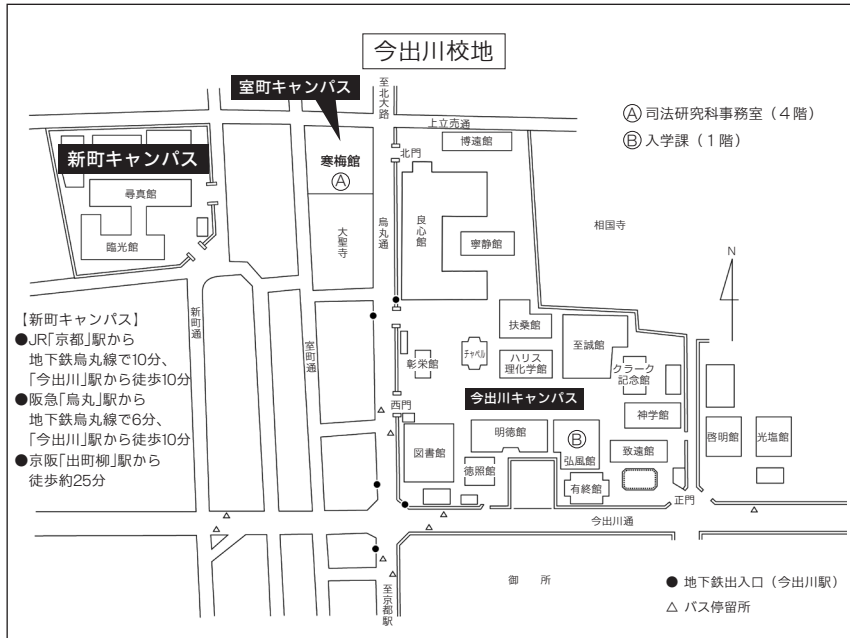 今出川校地
室町キャンパス
至北大路
上立売通
Ⓐ 司法研究科事務室（４階）
Ⓑ 入学課（１階）
新町キャンパス
寒梅館
Ⓐ
北門
博遠館
尋真館
臨光館
大聖寺
烏丸通
良心館
寧静館
相国寺
N
【新町キャンパス】
●JR「京都」駅から
地下鉄烏丸線で10分、
「今出川」駅から徒歩10分
●阪急「烏丸」駅から
地下鉄烏丸線で6分、
「今出川」駅から徒歩10分
●京阪「出町柳」駅から
徒歩約25分
新町通
室町通
扶桑館
至誠館
彰栄館
チャペル
ハリス
理化学館
クラーク
記念館
西門
今出川キャンパス
神学館
図書館
明徳館
Ⓑ
弘風館
致遠館
啓明館
光塩館
徳照館
有終館
正門
今出川通
御　所
至京都駅
● 地下鉄出入口（今出川駅）
△ バス停留所